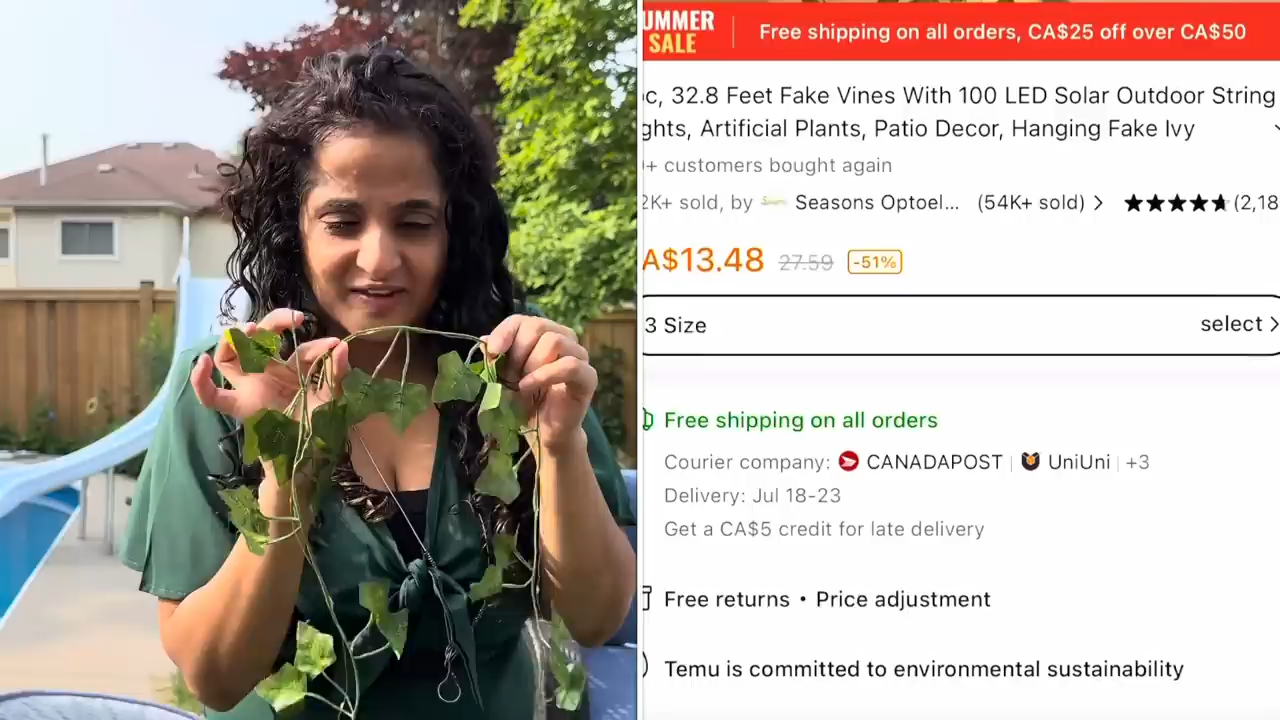 UMMER
SALE
Free shipping on all orders, CA$25 off over CA$50
c, 32.8 Feet Fake Vines With 100 LED Solar Outdoor String
ghts, Artificial Plants, Patio Decor, Hanging Fake Ivy
+ customers bought again
2K+ sold, by Seasons Optoel... (54K+ sold) > (2,18
A$13.48 27.59 -51%
3 Size select >
Free shipping on all orders
Courier company: CANADAPOST | UniUni | +3
Delivery: Jul 18-23
Get a CA$5 credit for late delivery
Free returns • Price adjustment
Temu is committed to environmental sustainability